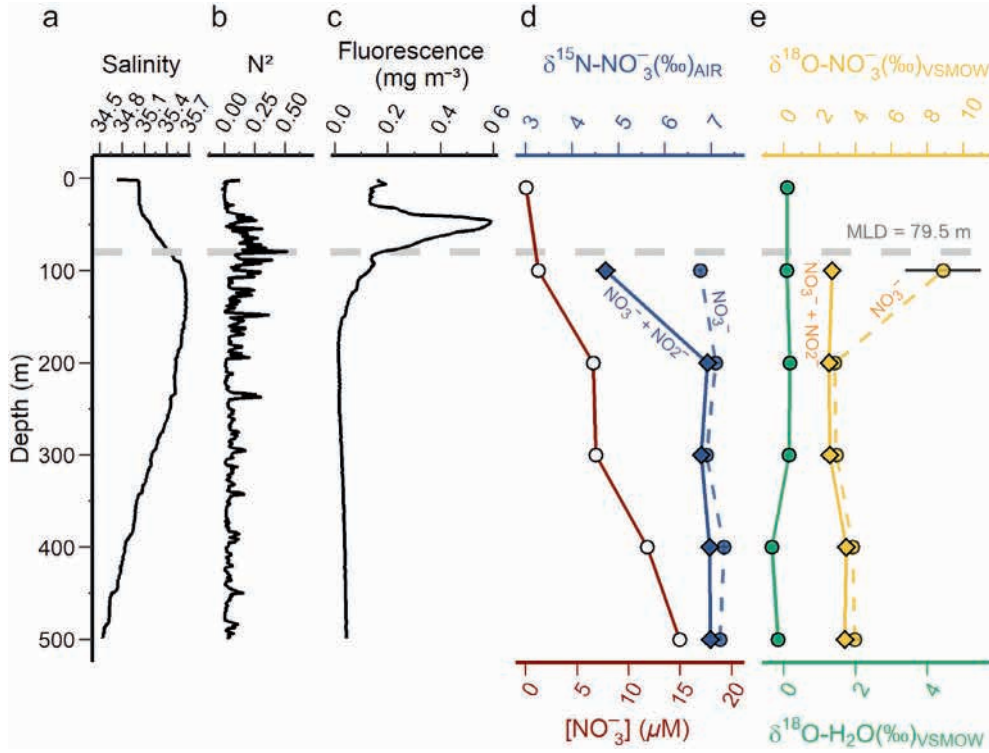 a b c d e
Salinity
34.5 34.8 35.1 35.4 35.7
N²
0.00 0.25 0.50
Fluorescence
(mg m⁻³)
0.0 0.2 0.4 0 6
δ¹⁵N-NO₃⁻(‰)AIR
3 4 5 6 7
δ¹⁸O-NO₃⁻(‰)VSMOW
0 2 4 6 8 10
Depth (m)
0
100
200
300
400
500
MLD = 79.5 m
NO₃⁻ + NO2⁻
NO₃⁻
NO₃⁻ + NO2
NO₃⁻
0 5 10 15 20
[NO₃⁻] (µM)
0 2 4
δ¹⁸O-H₂O(‰)VSMOW